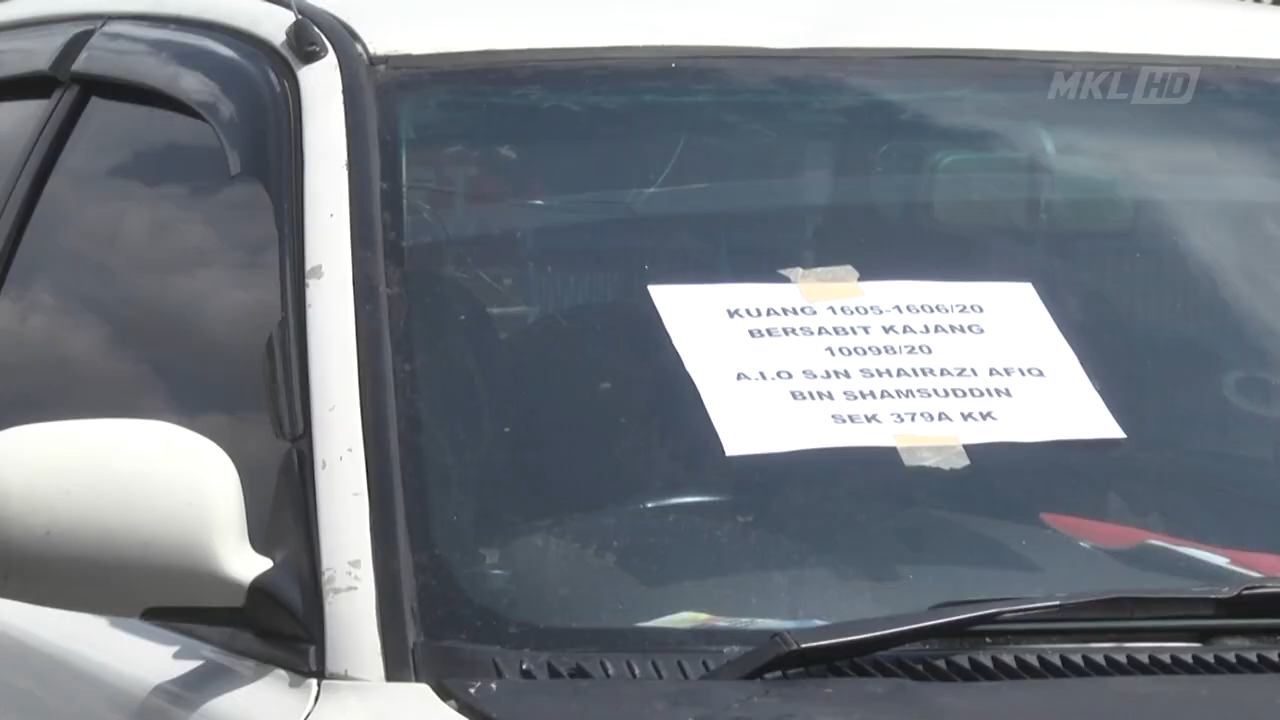 MKL HD
KUANG 1605-1606/20
BERSABIT KAJANG
10098/20
A.I.O SJN SHAIRAZI AFIQ
BIN SHAMSUDDIN
SEK 379A KK